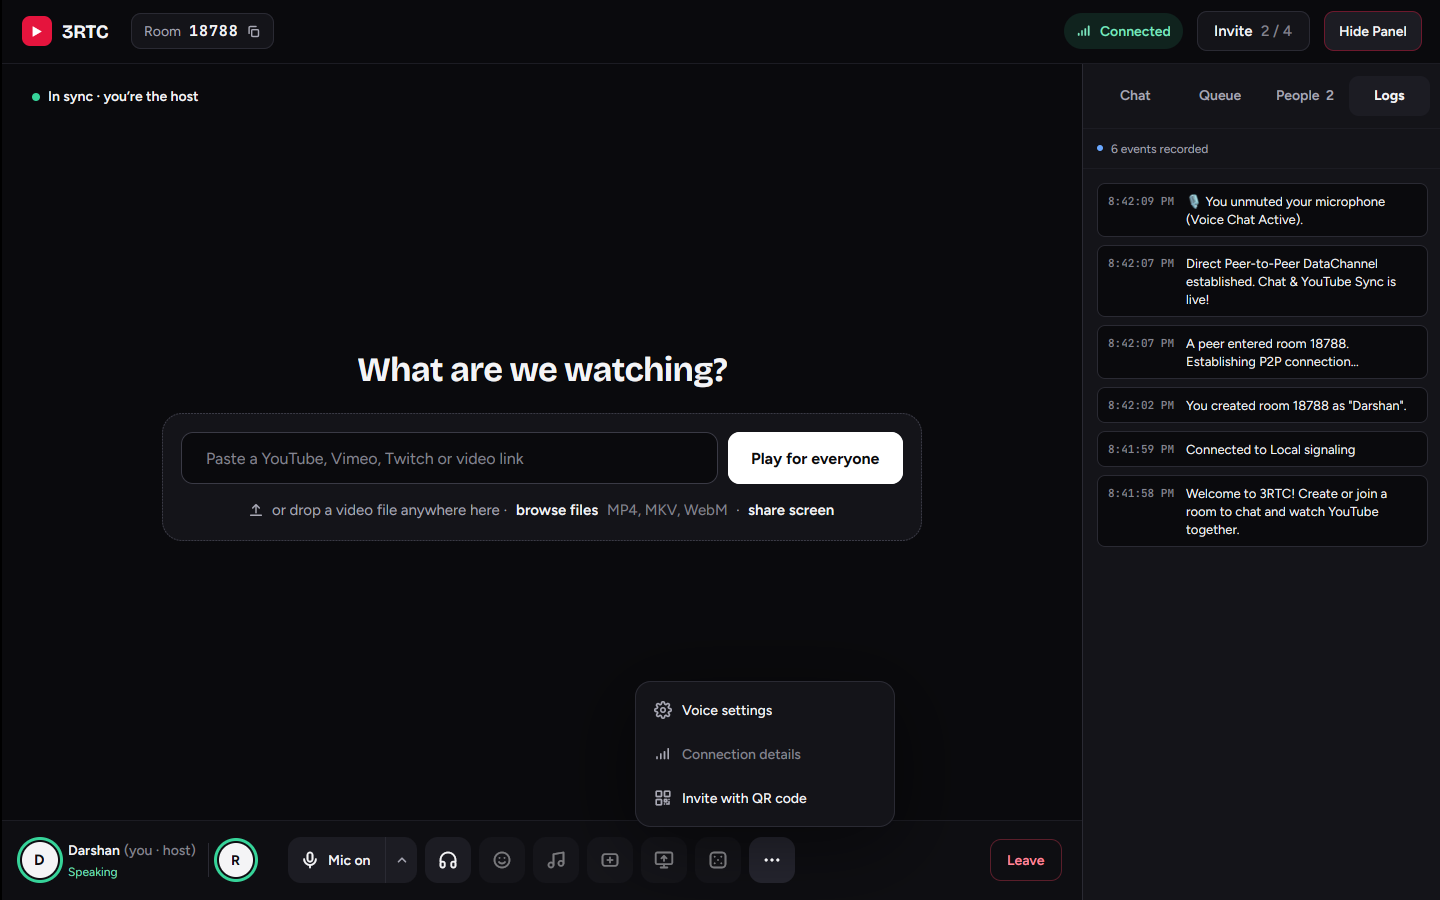 3RTC
Room 18788
Connected
Invite 2 / 4
Hide Panel
In sync · you’re the host
Chat
Queue
People 2
Logs
6 events recorded
8:42:09 PM 🎙️ You unmuted your microphone
(Voice Chat Active).
8:42:07 PM Direct Peer-to-Peer DataChannel
established. Chat & YouTube Sync is
live!
8:42:07 PM A peer entered room 18788.
Establishing P2P connection...
8:42:02 PM You created room 18788 as "Darshan".
8:41:59 PM Connected to Local signaling
8:41:58 PM Welcome to 3RTC! Create or join a
room to chat and watch YouTube
together.
What are we watching?
Paste a YouTube, Vimeo, Twitch or video link
Play for everyone
or drop a video file anywhere here · browse files MP4, MKV, WebM · share screen
Voice settings
Connection details
Invite with QR code
D
Darshan (you · host)
Speaking
R
Mic on
Leave